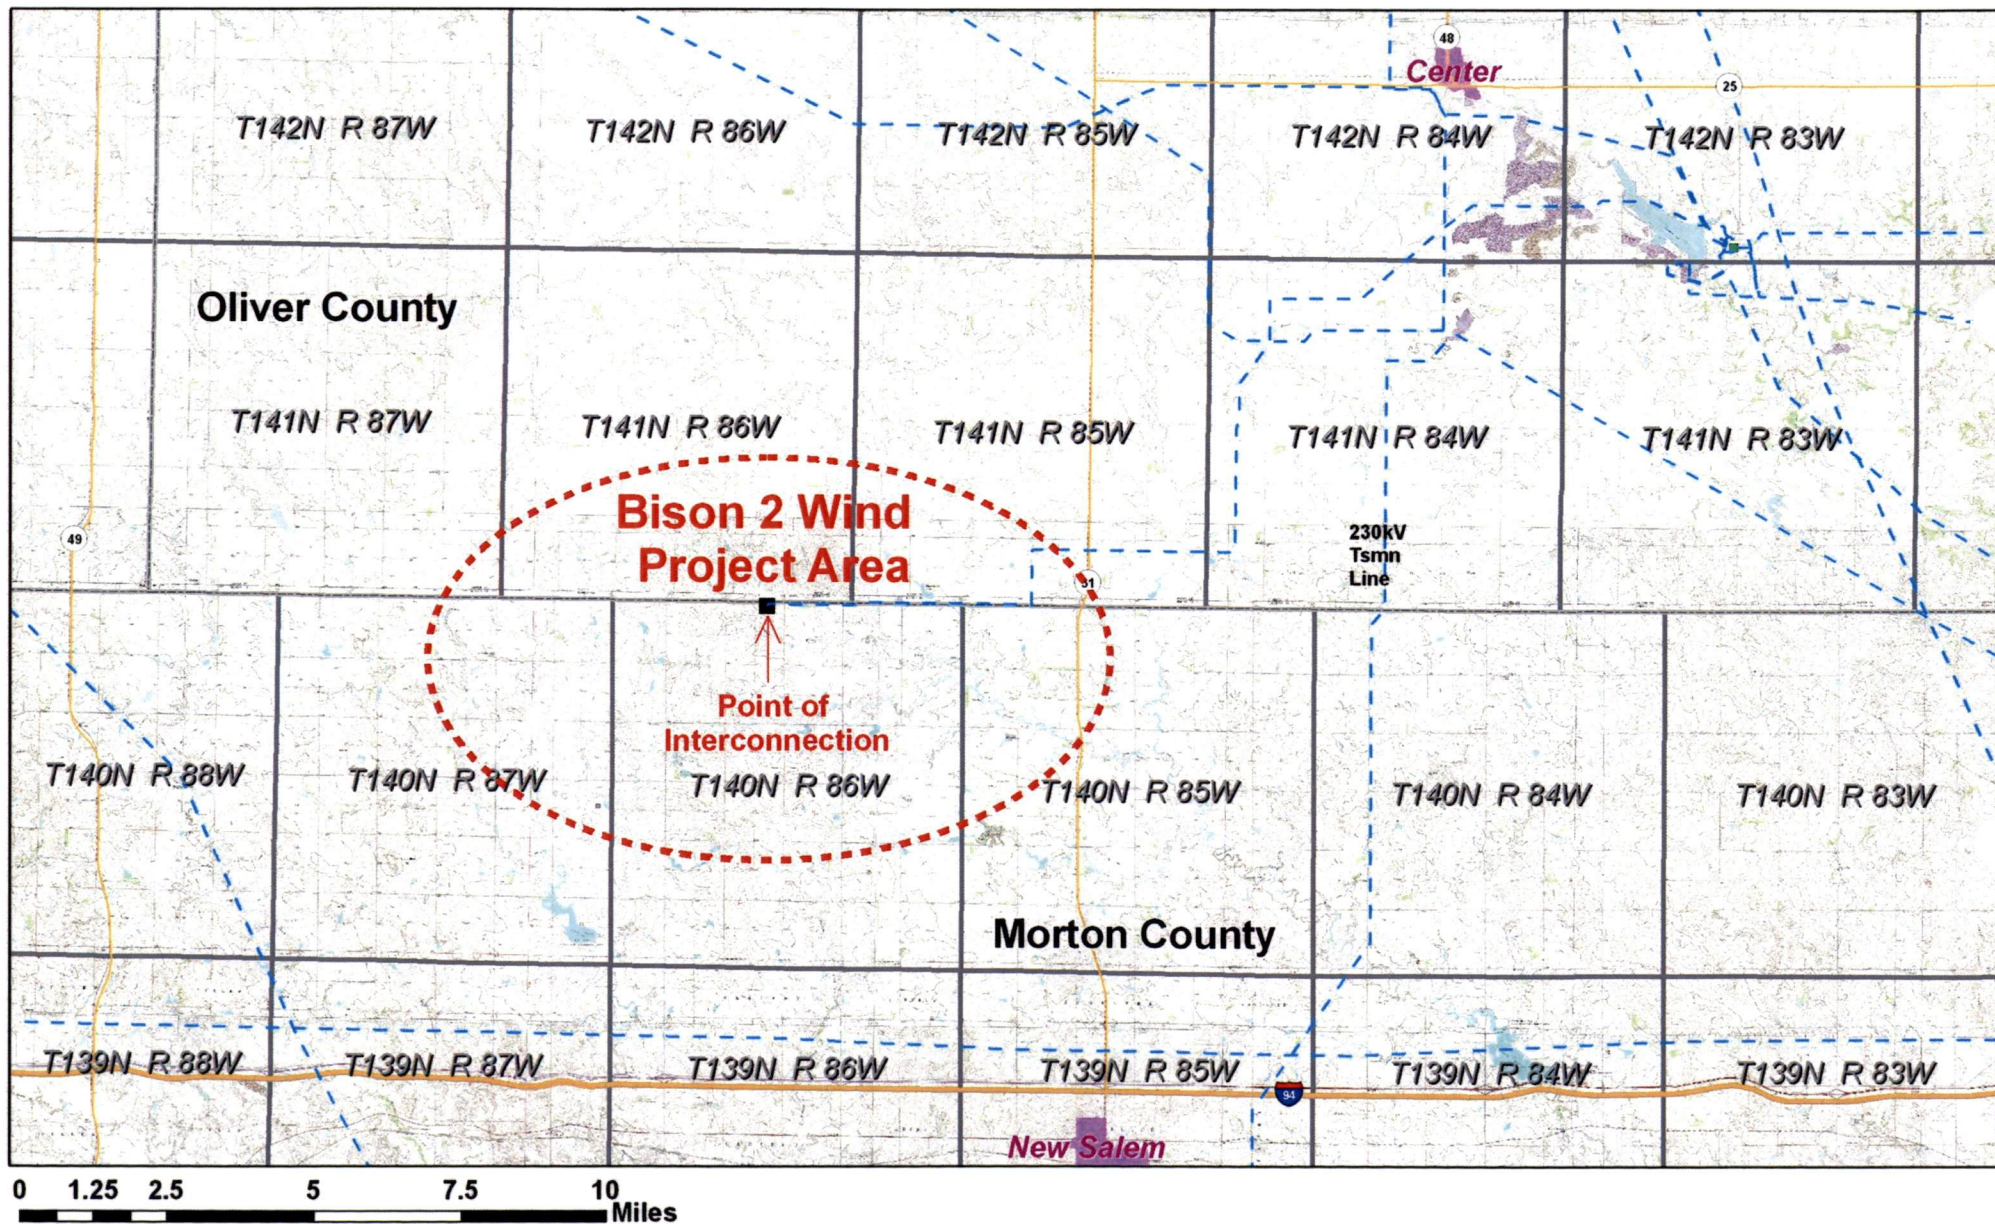 48
Center
25
T142N R 87W
T142N R 86W
T142N R 85W
T142N R 84W
T142N R 83W
Oliver County
T141N R 87W
T141N R 86W
T141N R 85W
T141N R 84W
T141N R 83W
Bison 2 Wind
Project Area
49
230kV
Tsmn
Line
31
Point of
Interconnection
T140N R 88W
T140N R 87W
T140N R 86W
T140N R 85W
T140N R 84W
T140N R 83W
Morton County
T139N R 88W
T139N R 87W
T139N R 86W
T139N R 85W
T139N R 84W
T139N R 83W
94
New Salem
0 1.25 2.5 5 7.5 10
Miles